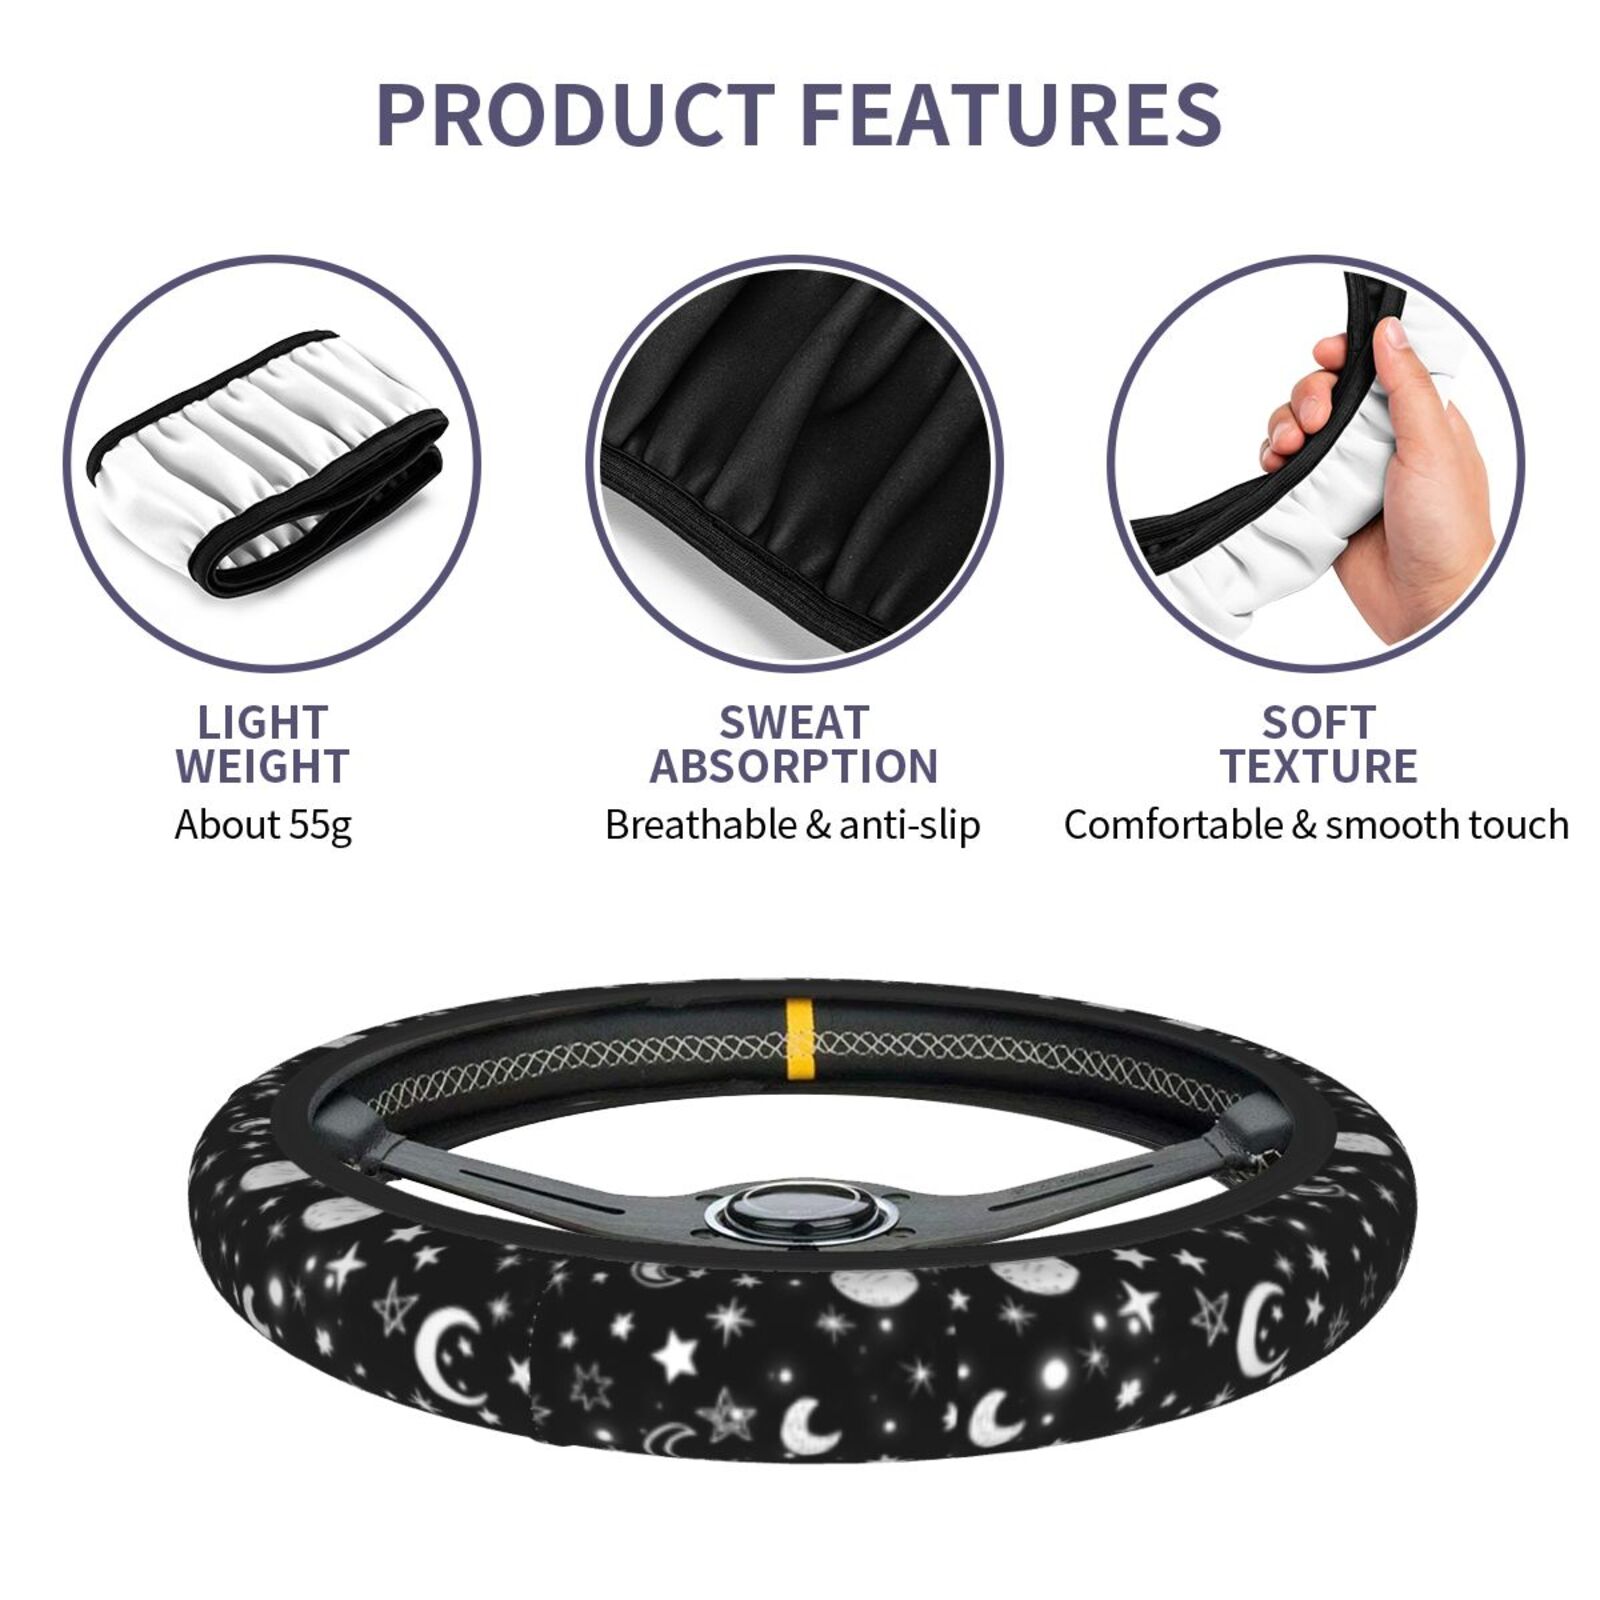 PRODUCT FEATURES
LIGHT
WEIGHT
About 55g
SWEAT
ABSORPTION
Breathable & anti-slip
SOFT
TEXTURE
Comfortable & smooth touch